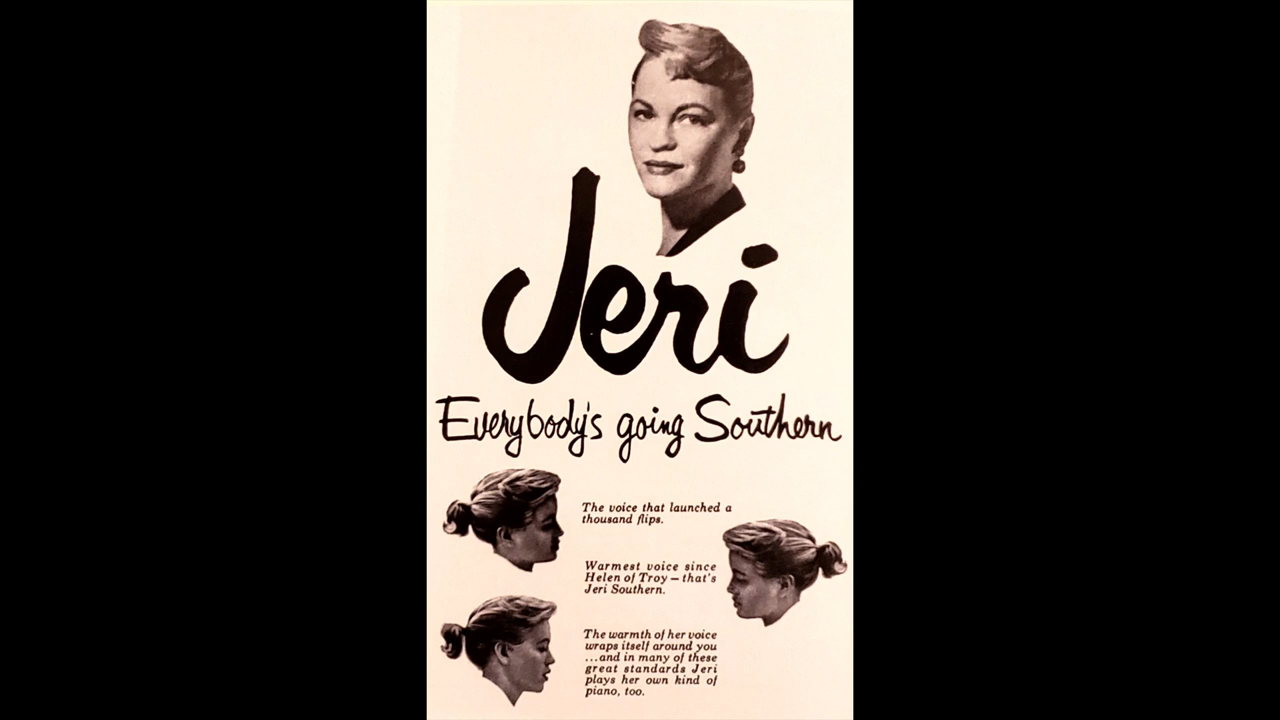 Jeri
Everybody's going Southern
The voice that launched a
thousand flips.
Warmest voice since
Helen of Troy — that's
Jeri Southern.
The warmth of her voice
wraps itself around you
...and in many of these
great standards Jeri
plays her own kind of
piano, too.